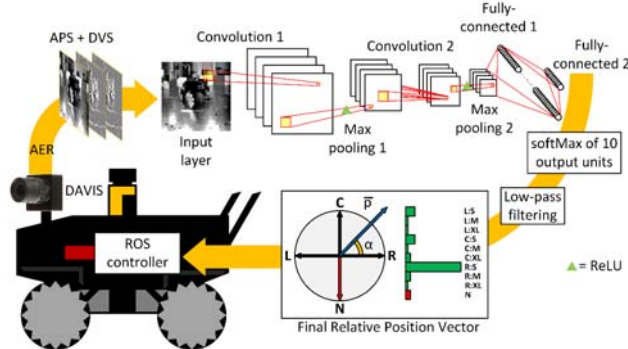 APS + DVS
Convolution 1
Convolution 2
Fully-
connected 1
Fully-
connected 2
Input
layer
Max
pooling 1
Max
pooling 2
AER
DAVIS
softMax of 10
output units
Low-pass
filtering
ROS
controller
C
p̅
α
L
R
N
L:S
L:M
L:XL
C:S
C:M
C:XL
R:S
R:M
R:XL
N
= ReLU
Final Relative Position Vector